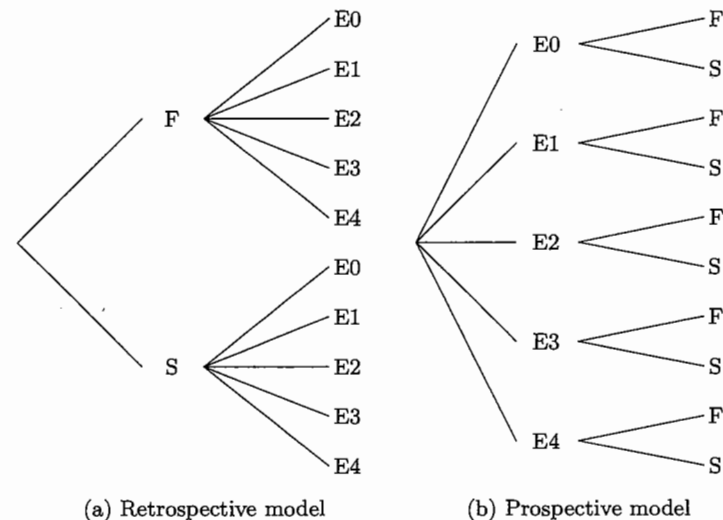 E0
E1
F
E2
E3
E4
E0
E1
S
E2
E3
E4
(a) Retrospective model
F
E0
S
F
E1
S
F
E2
S
F
E3
S
F
E4
S
(b) Prospective model